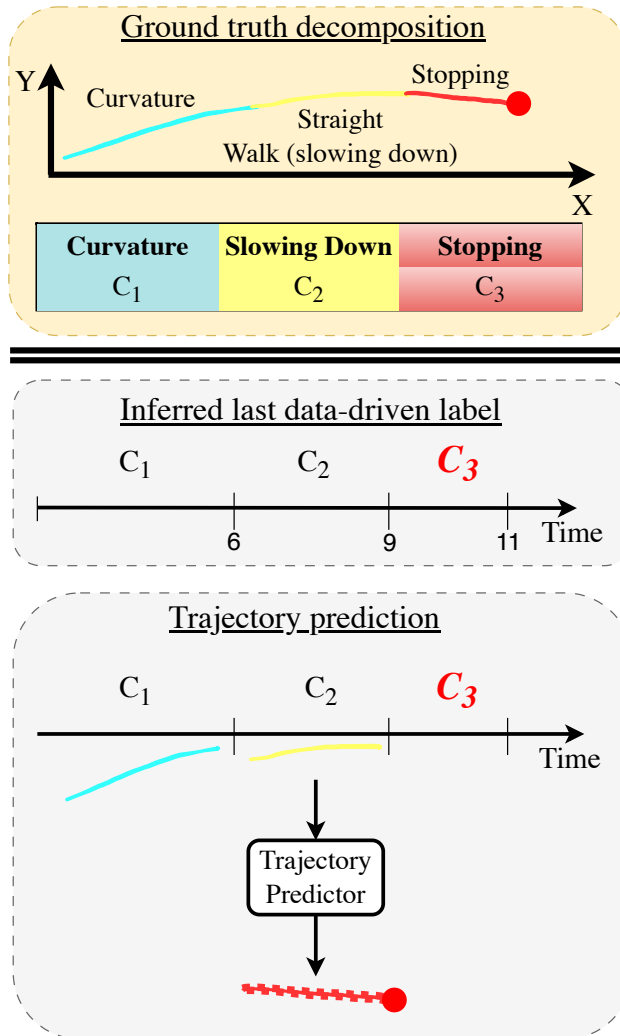 Ground truth decomposition
Y
Curvature
Stopping
Straight
Walk (slowing down)
X
Curvature Slowing Down Stopping
C1 C2 C3
Inferred last data-driven label
C1 C2 C3
6 9 11 Time
Trajectory prediction
C1 C2 C3
Time
Trajectory
Predictor